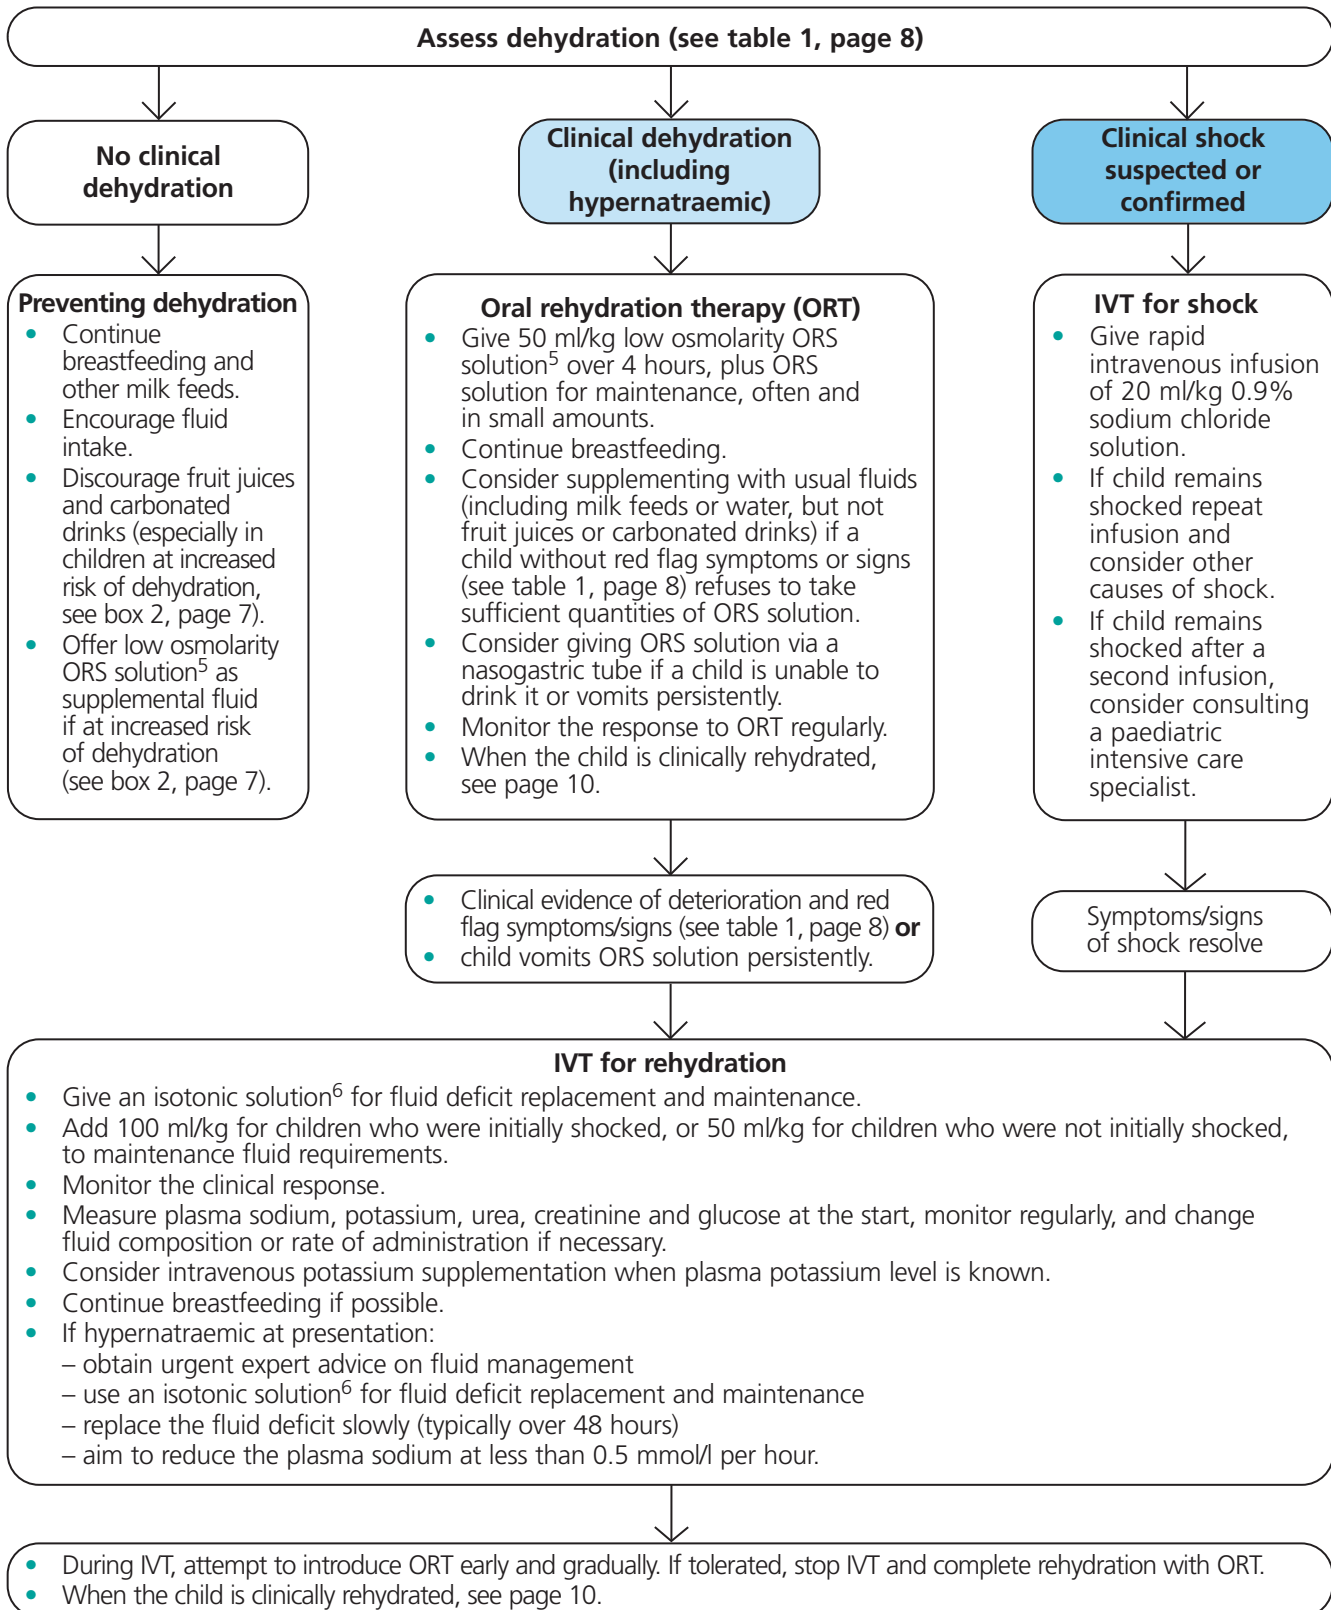 Assess dehydration (see table 1, page 8)
No clinical
dehydration
Clinical dehydration
(including
hypernatraemic)
Clinical shock
suspected or
confirmed
Preventing dehydration
• Continue
breastfeeding and
other milk feeds.
• Encourage fluid
intake.
• Discourage fruit juices
and carbonated
drinks (especially in
children at increased
risk of dehydration,
see box 2, page 7).
• Offer low osmolarity
ORS solution5 as
supplemental fluid
if at increased risk
of dehydration
(see box 2, page 7).
Oral rehydration therapy (ORT)
• Give 50 ml/kg low osmolarity ORS
solution5 over 4 hours, plus ORS
solution for maintenance, often and
in small amounts.
• Continue breastfeeding.
• Consider supplementing with usual fluids
(including milk feeds or water, but not
fruit juices or carbonated drinks) if a
child without red flag symptoms or signs
(see table 1, page 8) refuses to take
sufficient quantities of ORS solution.
• Consider giving ORS solution via a
nasogastric tube if a child is unable to
drink it or vomits persistently.
• Monitor the response to ORT regularly.
• When the child is clinically rehydrated,
see page 10.
IVT for shock
• Give rapid
intravenous infusion
of 20 ml/kg 0.9%
sodium chloride
solution.
• If child remains
shocked repeat
infusion and
consider other
causes of shock.
• If child remains
shocked after a
second infusion,
consider consulting
a paediatric
intensive care
specialist.
• Clinical evidence of deterioration and red
flag symptoms/signs (see table 1, page 8) or
• child vomits ORS solution persistently.
Symptoms/signs
of shock resolve
IVT for rehydration
• Give an isotonic solution6 for fluid deficit replacement and maintenance.
• Add 100 ml/kg for children who were initially shocked, or 50 ml/kg for children who were not initially shocked,
to maintenance fluid requirements.
• Monitor the clinical response.
• Measure plasma sodium, potassium, urea, creatinine and glucose at the start, monitor regularly, and change
fluid composition or rate of administration if necessary.
• Consider intravenous potassium supplementation when plasma potassium level is known.
• Continue breastfeeding if possible.
• If hypernatraemic at presentation:
– obtain urgent expert advice on fluid management
– use an isotonic solution6 for fluid deficit replacement and maintenance
– replace the fluid deficit slowly (typically over 48 hours)
– aim to reduce the plasma sodium at less than 0.5 mmol/l per hour.
• During IVT, attempt to introduce ORT early and gradually. If tolerated, stop IVT and complete rehydration with ORT.
• When the child is clinically rehydrated, see page 10.